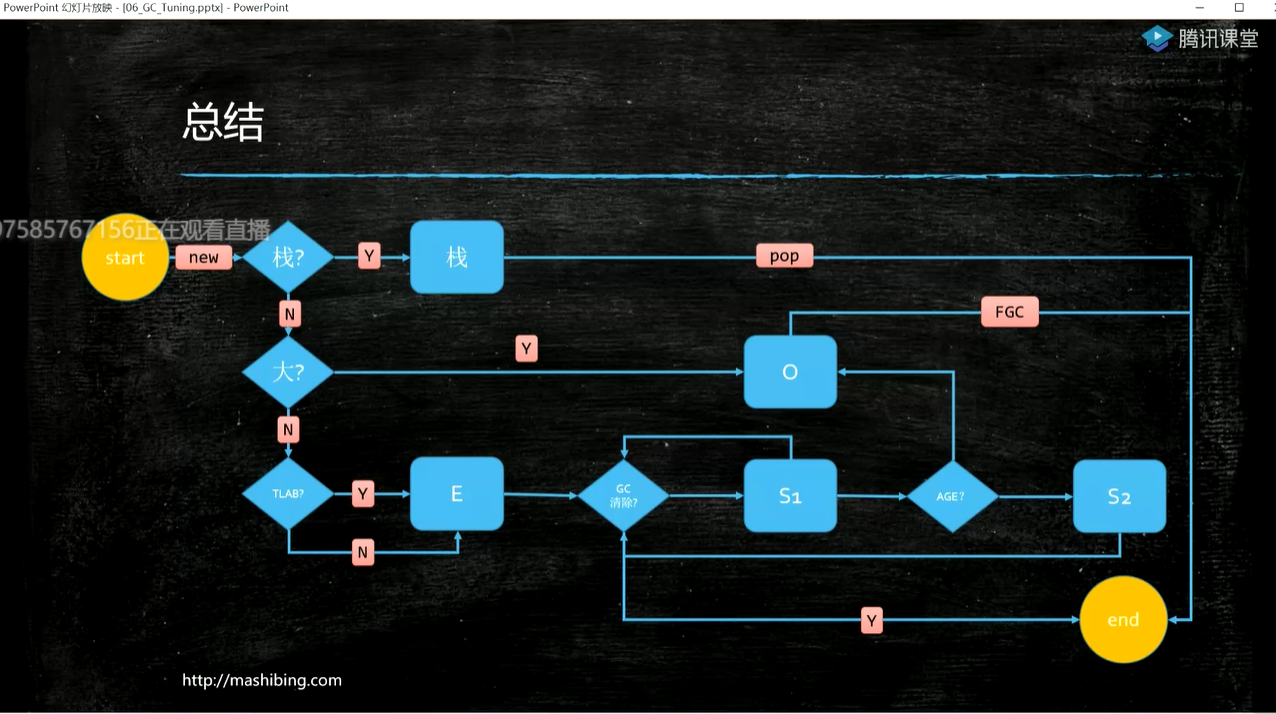 PowerPoint 幻灯片放映 - [06_GC_Tuning.pptx] - PowerPoint
腾讯课堂
总结
07585767156正在观看直播
start
new
栈?
Y
栈
pop
N
FGC
Y
大?
O
N
TLAB?
Y
E
GC
清除?
S1
AGE?
S2
N
Y
end
http://mashibing.com